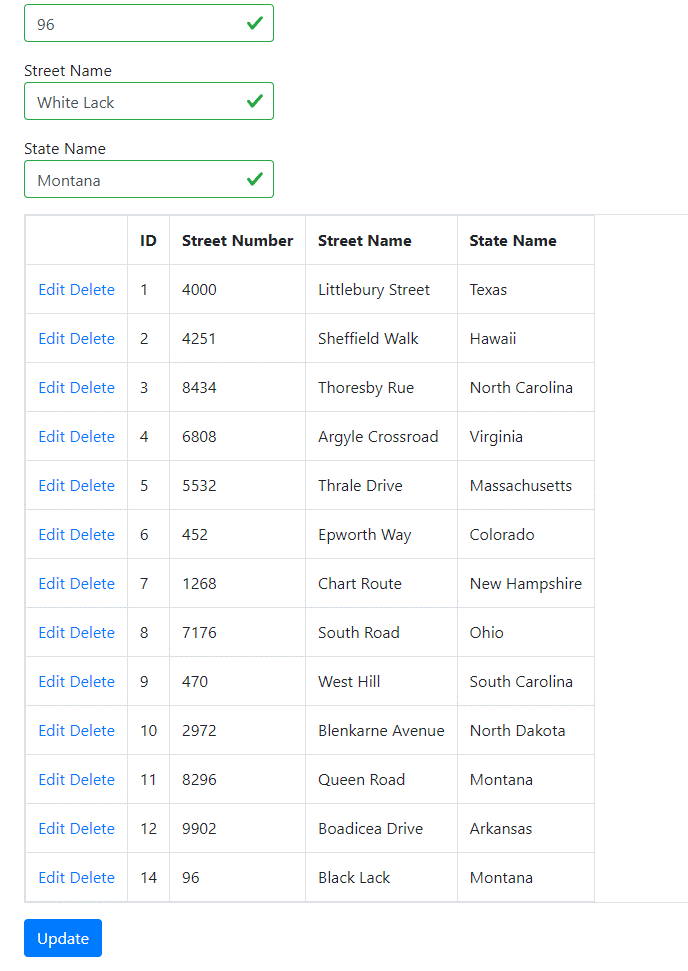 96
Street Name
White Lack
State Name
Montana
ID Street Number Street Name State Name
Edit Delete 1 4000 Littlebury Street Texas
Edit Delete 2 4251 Sheffield Walk Hawaii
Edit Delete 3 8434 Thoresby Rue North Carolina
Edit Delete 4 6808 Argyle Crossroad Virginia
Edit Delete 5 5532 Thrale Drive Massachusetts
Edit Delete 6 452 Epworth Way Colorado
Edit Delete 7 1268 Chart Route New Hampshire
Edit Delete 8 7176 South Road Ohio
Edit Delete 9 470 West Hill South Carolina
Edit Delete 10 2972 Blenkarne Avenue North Dakota
Edit Delete 11 8296 Queen Road Montana
Edit Delete 12 9902 Boadicea Drive Arkansas
Edit Delete 14 96 Black Lack Montana
Update